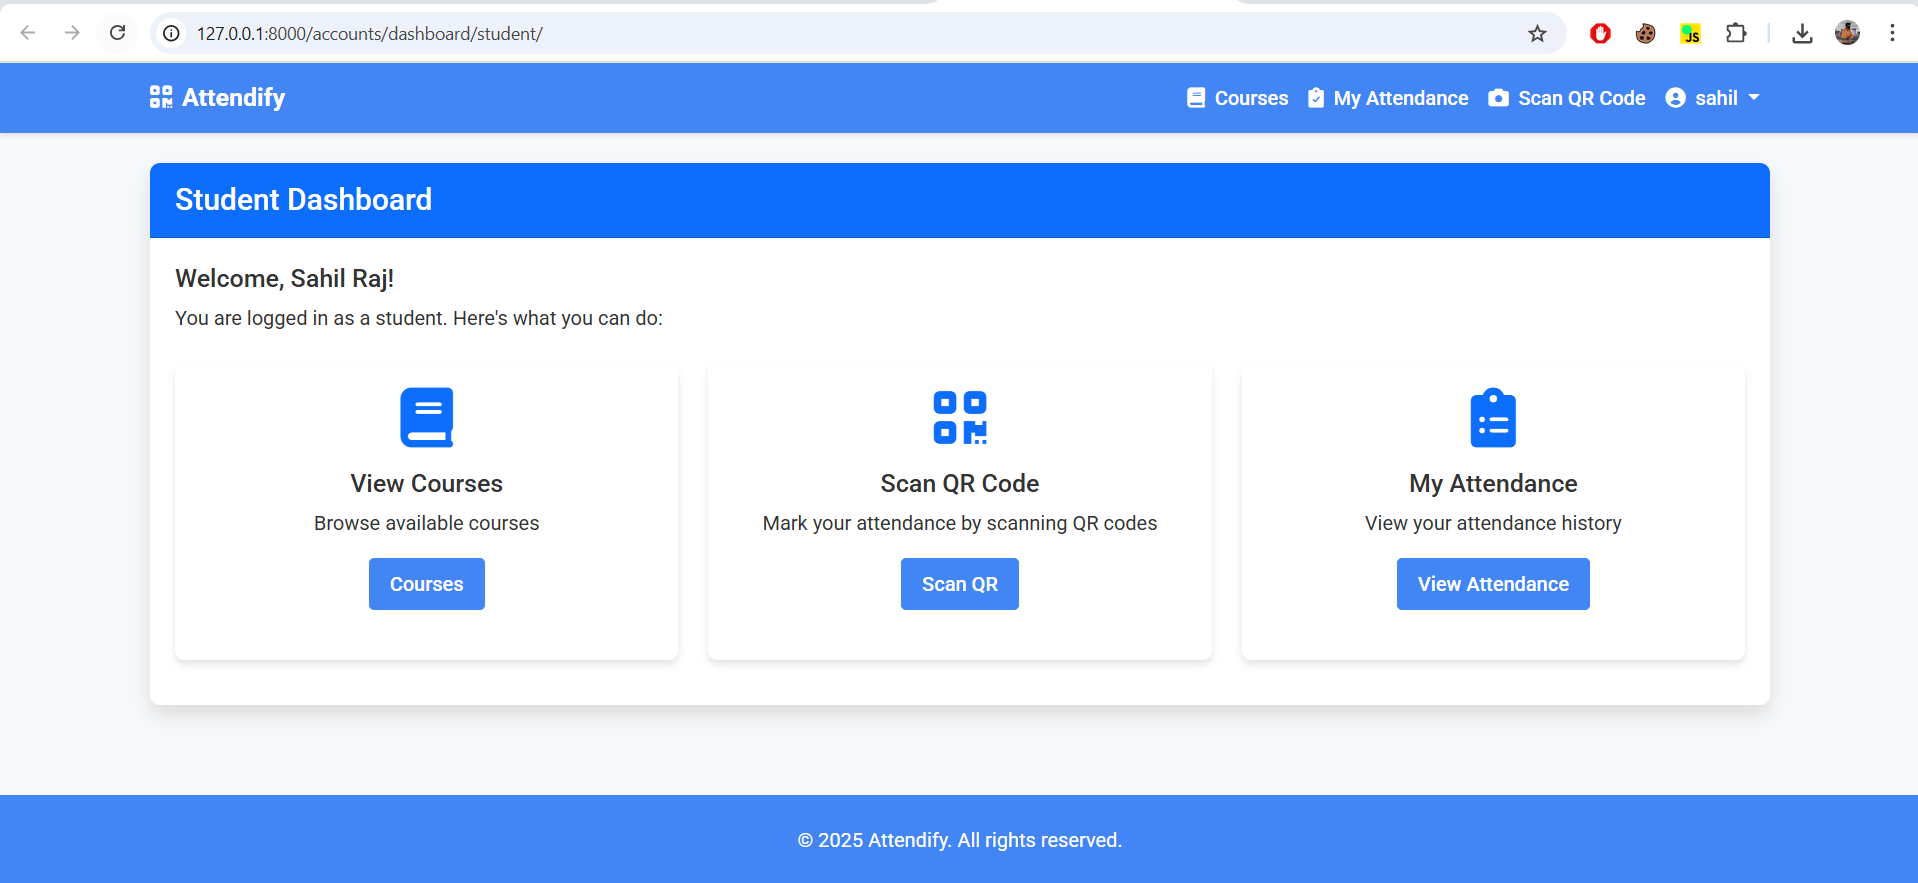 127.0.0.1:8000/accounts/dashboard/student/
JS
Attendify
Courses
My Attendance
Scan QR Code
sahil
Student Dashboard
Welcome, Sahil Raj!
You are logged in as a student. Here's what you can do:
View Courses
Browse available courses
Courses
Scan QR Code
Mark your attendance by scanning QR codes
Scan QR
My Attendance
View your attendance history
View Attendance
© 2025 Attendify. All rights reserved.